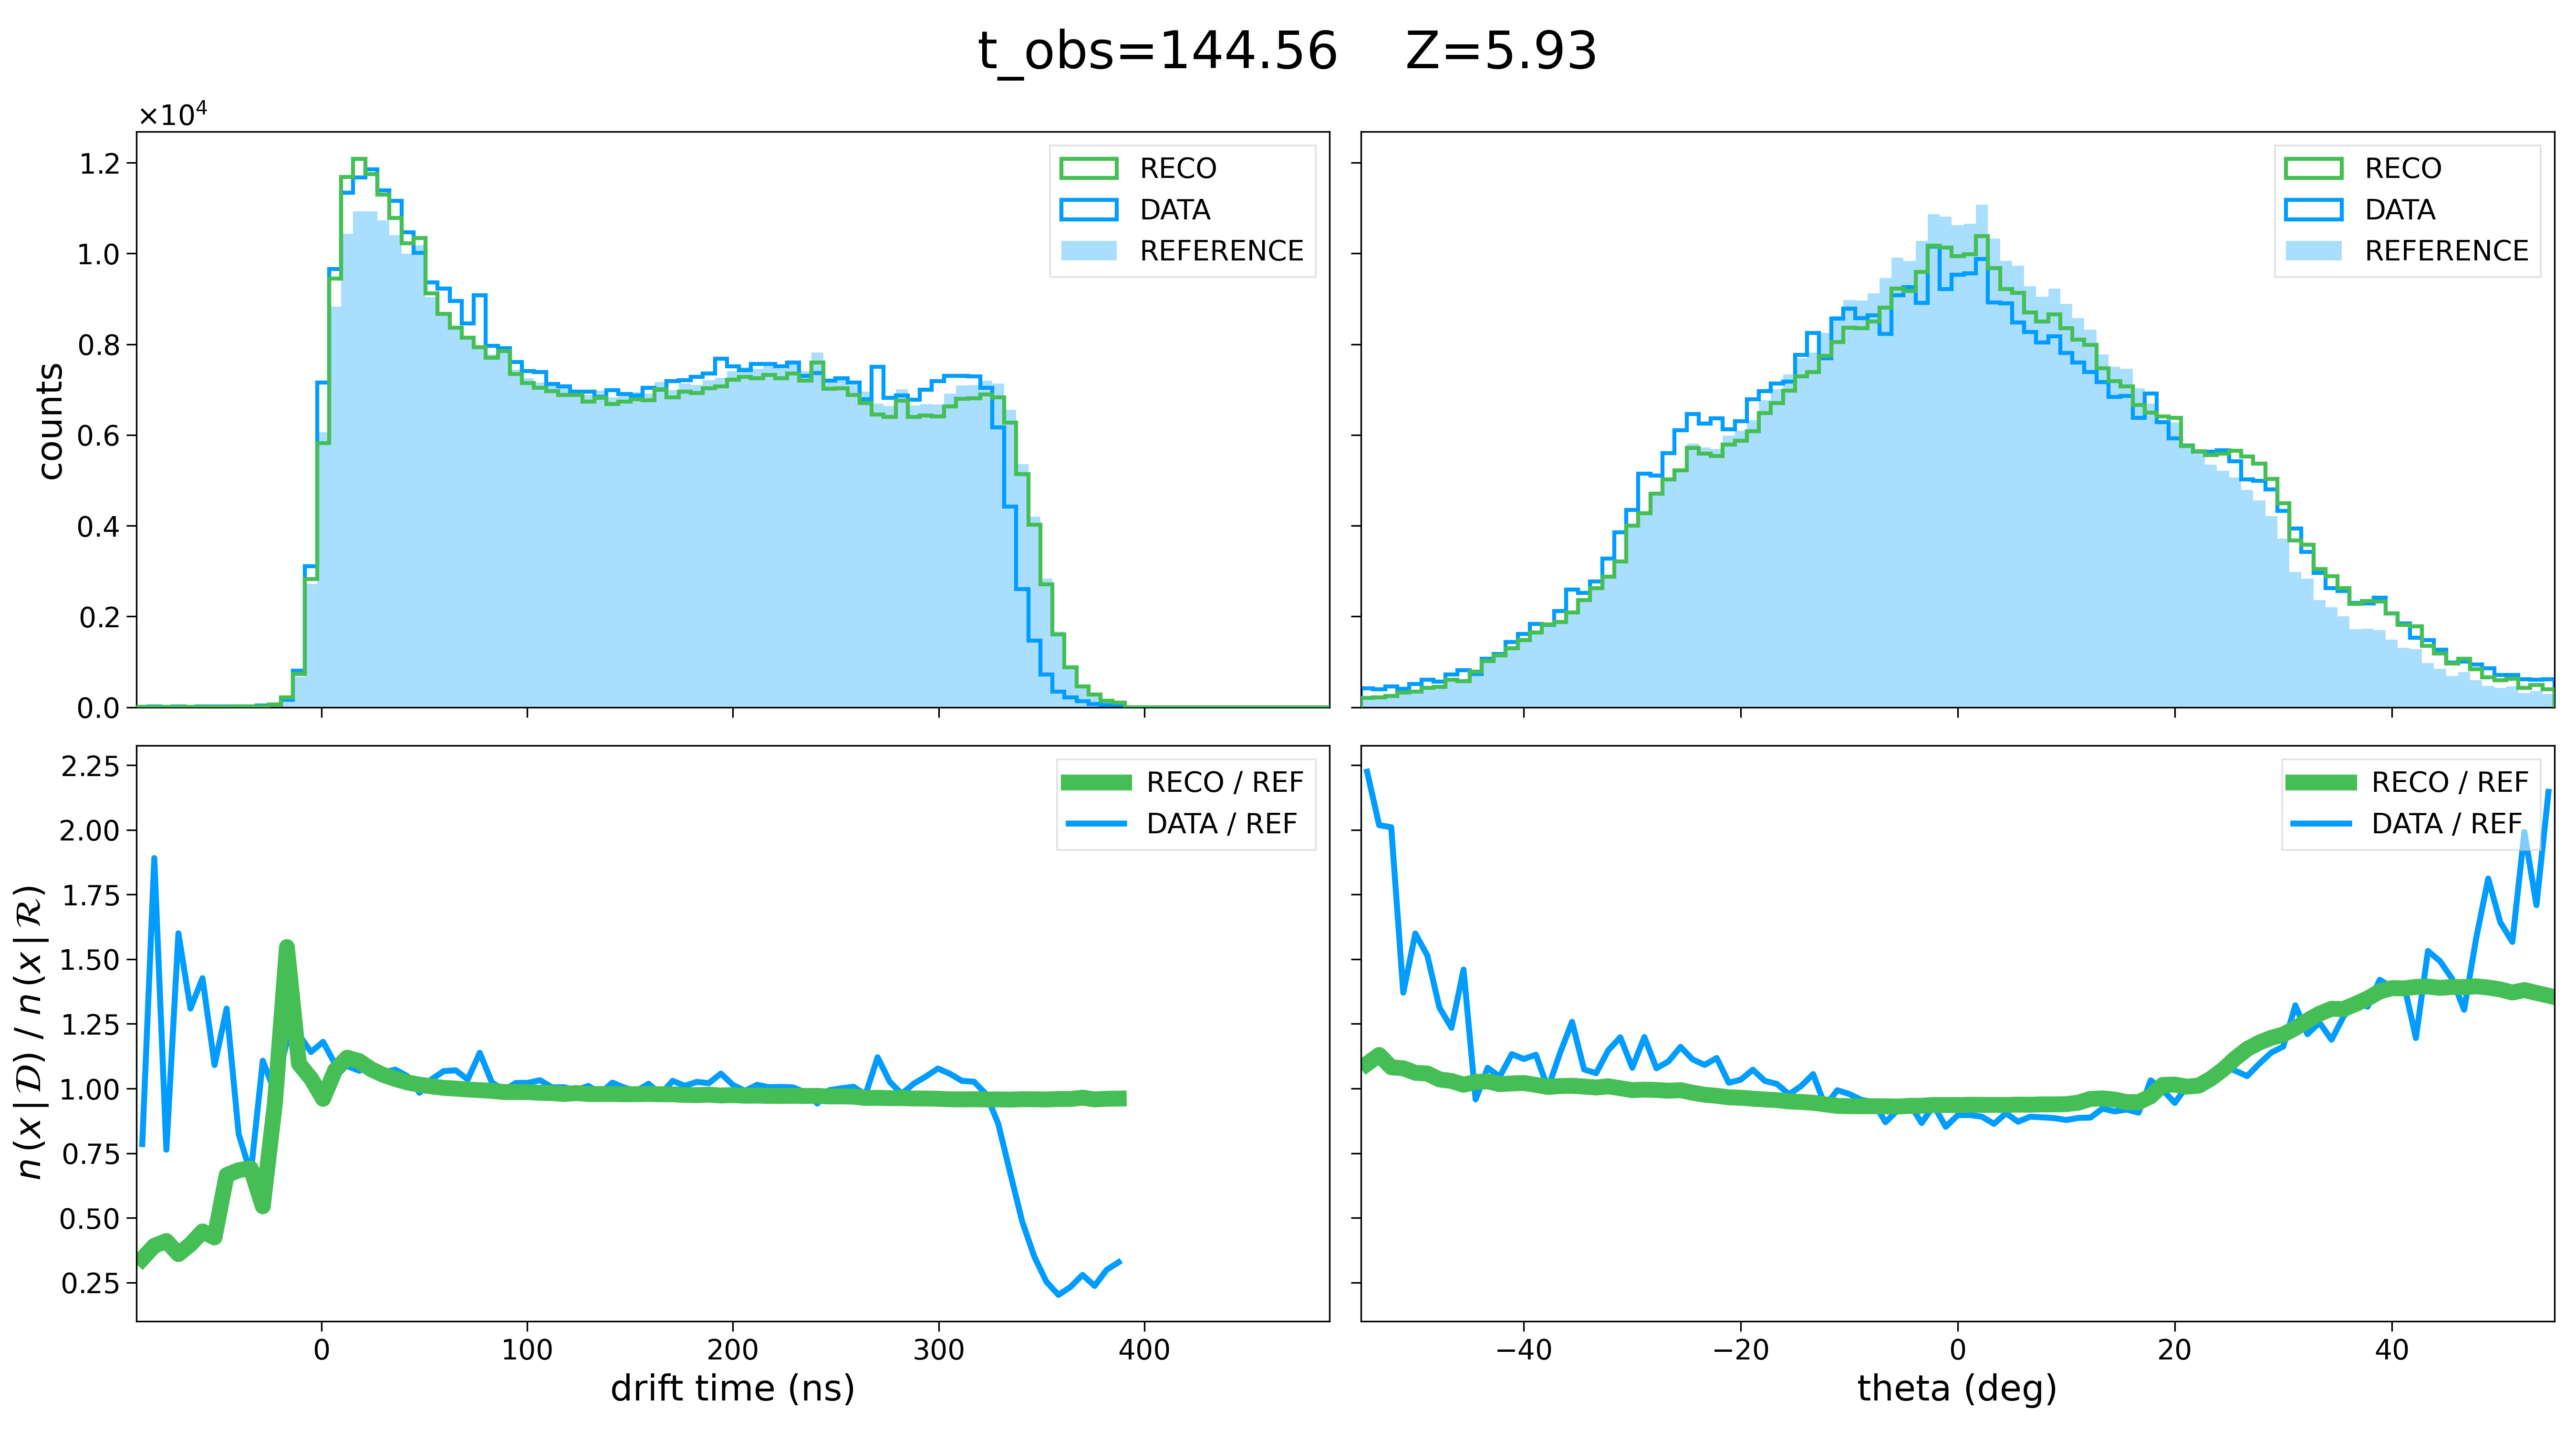 t_obs=144.56 Z=5.93
×10⁴
1.2
1.0
0.8
0.6
0.4
0.2
0.0
counts
RECO
DATA
REFERENCE
RECO
DATA
REFERENCE
2.25
2.00
1.75
1.50
1.25
1.00
0.75
0.50
0.25
n(x|𝒟) / n(x|ℛ)
RECO / REF
DATA / REF
0 100 200 300 400
drift time (ns)
RECO / REF
DATA / REF
−40 −20 0 20 40
theta (deg)